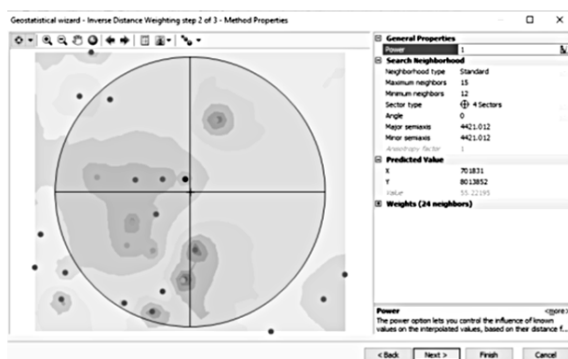 Geostatistical wizard - Inverse Distance Weighting step 2 of 3 - Method Properties
General Properties
Power 1
Search Neighborhood
Neighborhood type Standard
Maximum neighbors 15
Minimum neighbors 12
Sector type 4 Sectors
Angle 0
Major semiaxis 4421.012
Minor semiaxis 4421.012
Anisotropy factor 1
Predicted Value
X 701831
Y 8013852
Value 55.22195
Weights (24 neighbors)
Power <more>
The power option lets you control the influence of known
values on the interpolated values, based on their distance f...
< Back Next > Finish Cancel